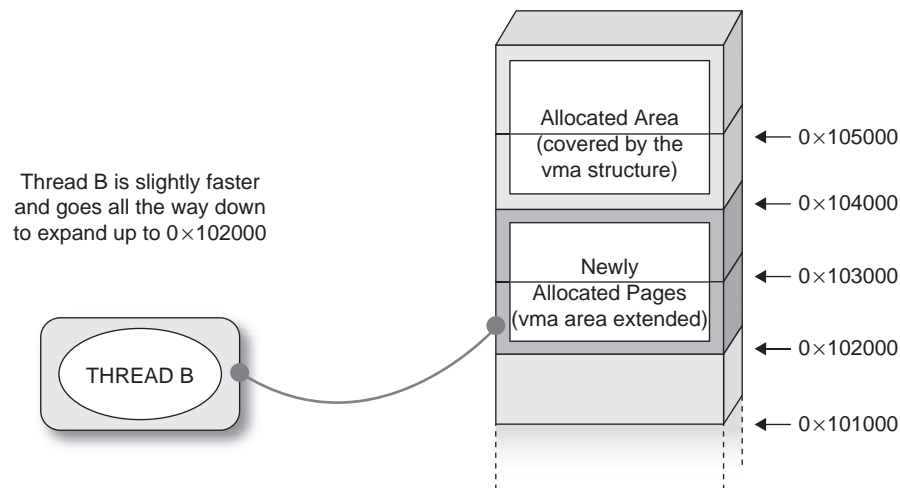 Allocated Area
(covered by the
vma structure)
0×105000
Thread B is slightly faster
and goes all the way down
to expand up to 0×102000
0×104000
Newly
Allocated Pages
(vma area extended)
0×103000
0×102000
THREAD B
0×101000